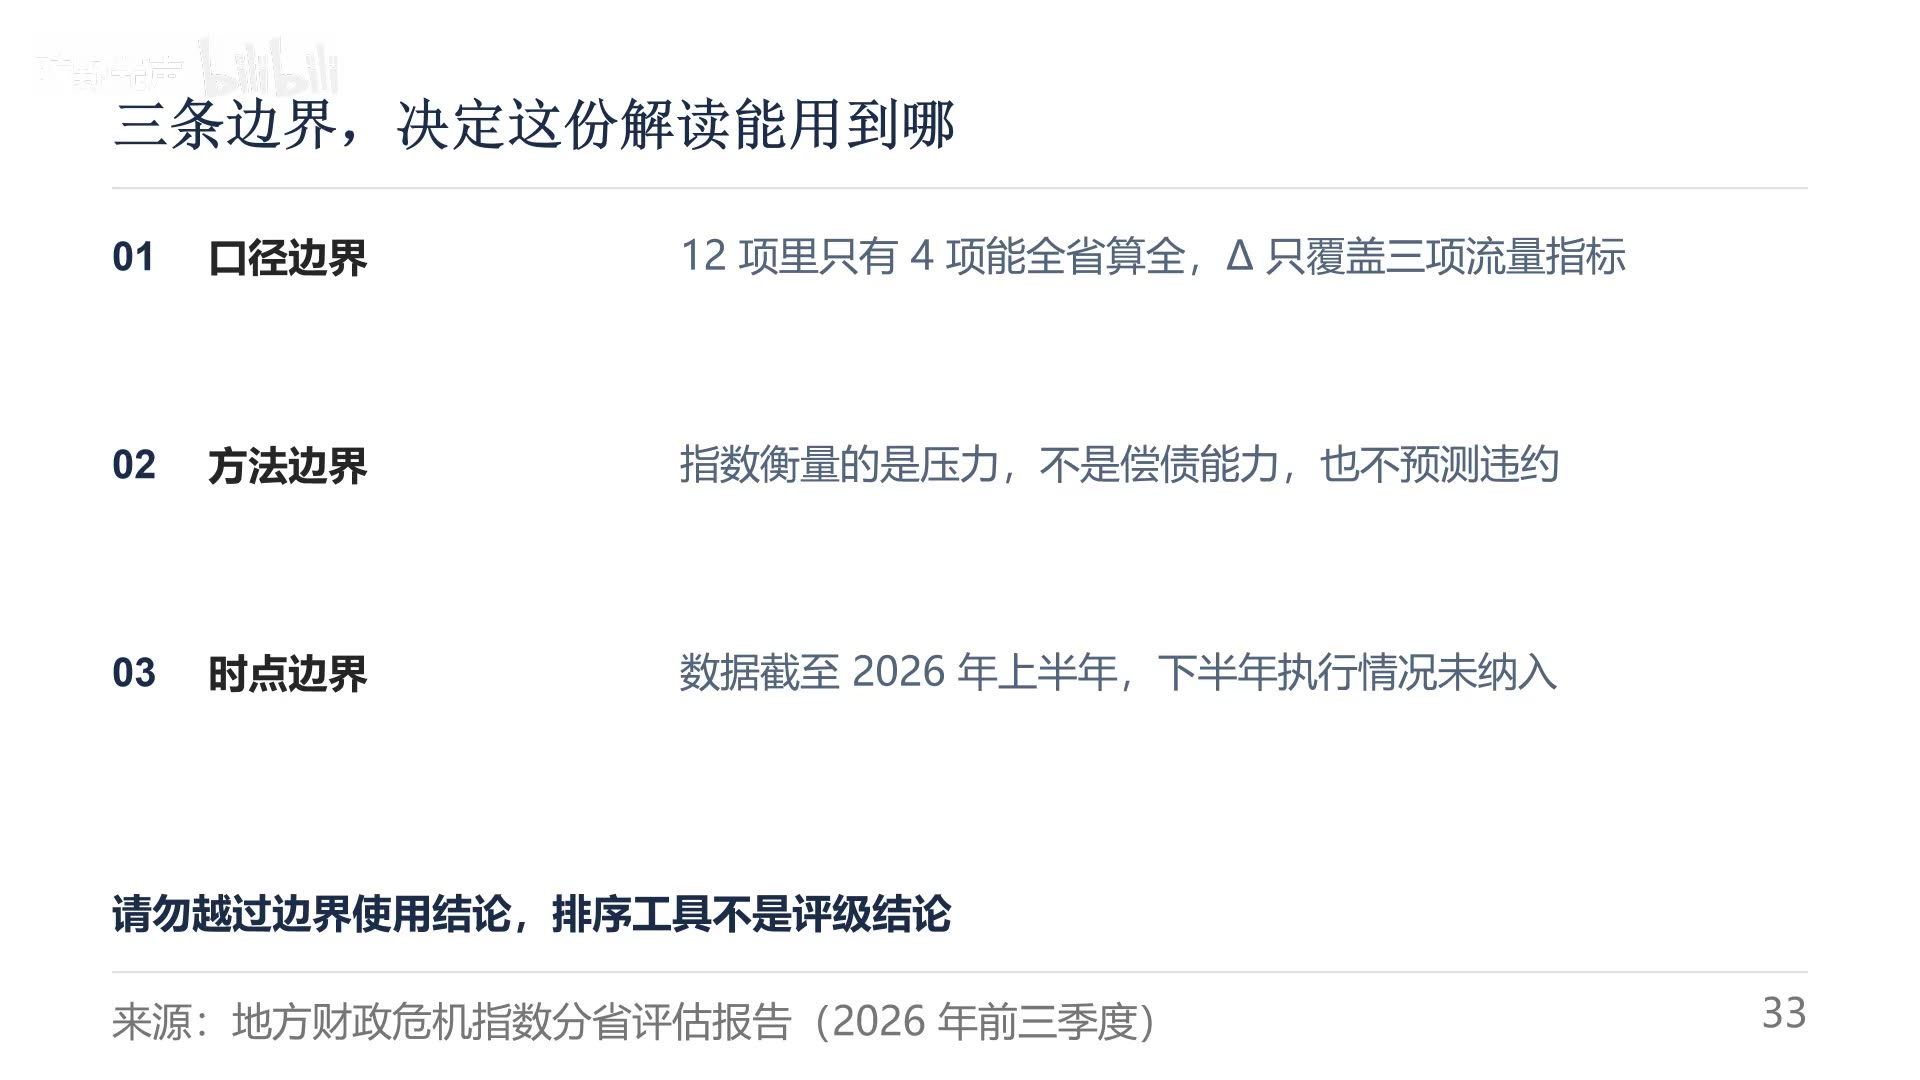 bilibili
三条边界，决定这份解读能用到哪
01 口径边界 12 项里只有 4 项能全省算全，Δ 只覆盖三项流量指标
02 方法边界 指数衡量的是压力，不是偿债能力，也不预测违约
03 时点边界 数据截至 2026 年上半年，下半年执行情况未纳入
请勿越过边界使用结论，排序工具不是评级结论
来源：地方财政危机指数分省评估报告（2026 年前三季度）
33